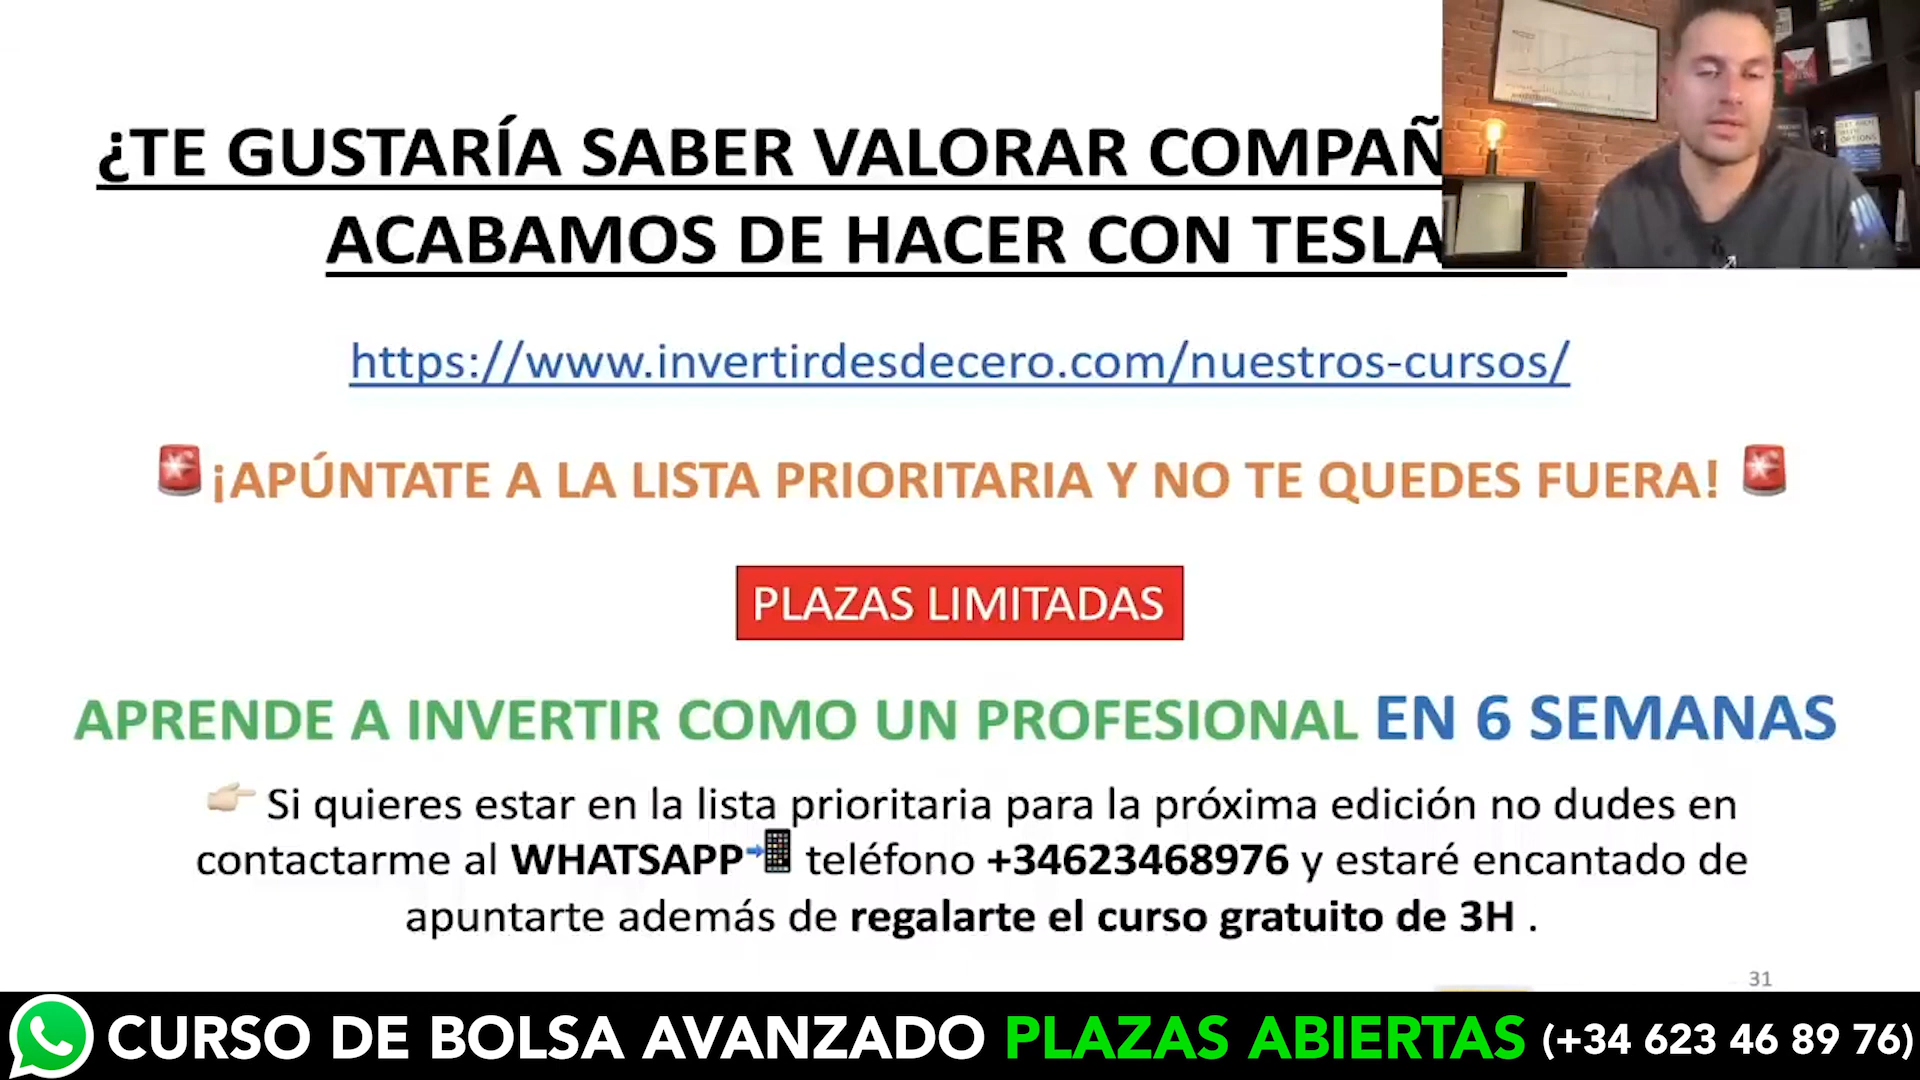 ¿TE GUSTARÍA SABER VALORAR
ACABAMOS DE HACER CON TESLA
https://www.invertirdesdecero.com/nuestros-cursos/
¡APÚNTATE A LA LISTA PRIORITARIA Y NO TE QUEDES FUERA!
PLAZAS LIMITADAS
APRENDE A INVERTIR COMO UN PROFESIONAL EN 6 SEMANAS
Si quieres estar en la lista prioritaria para la próxima edición no dudes en
contactarme al WHATSAPP teléfono +34623468976 y estaré encantado de
apuntarte además de regalarte el curso gratuito de 3H .
31
CURSO DE BOLSA AVANZADO PLAZAS ABIERTAS (+34 623 46 89 76)